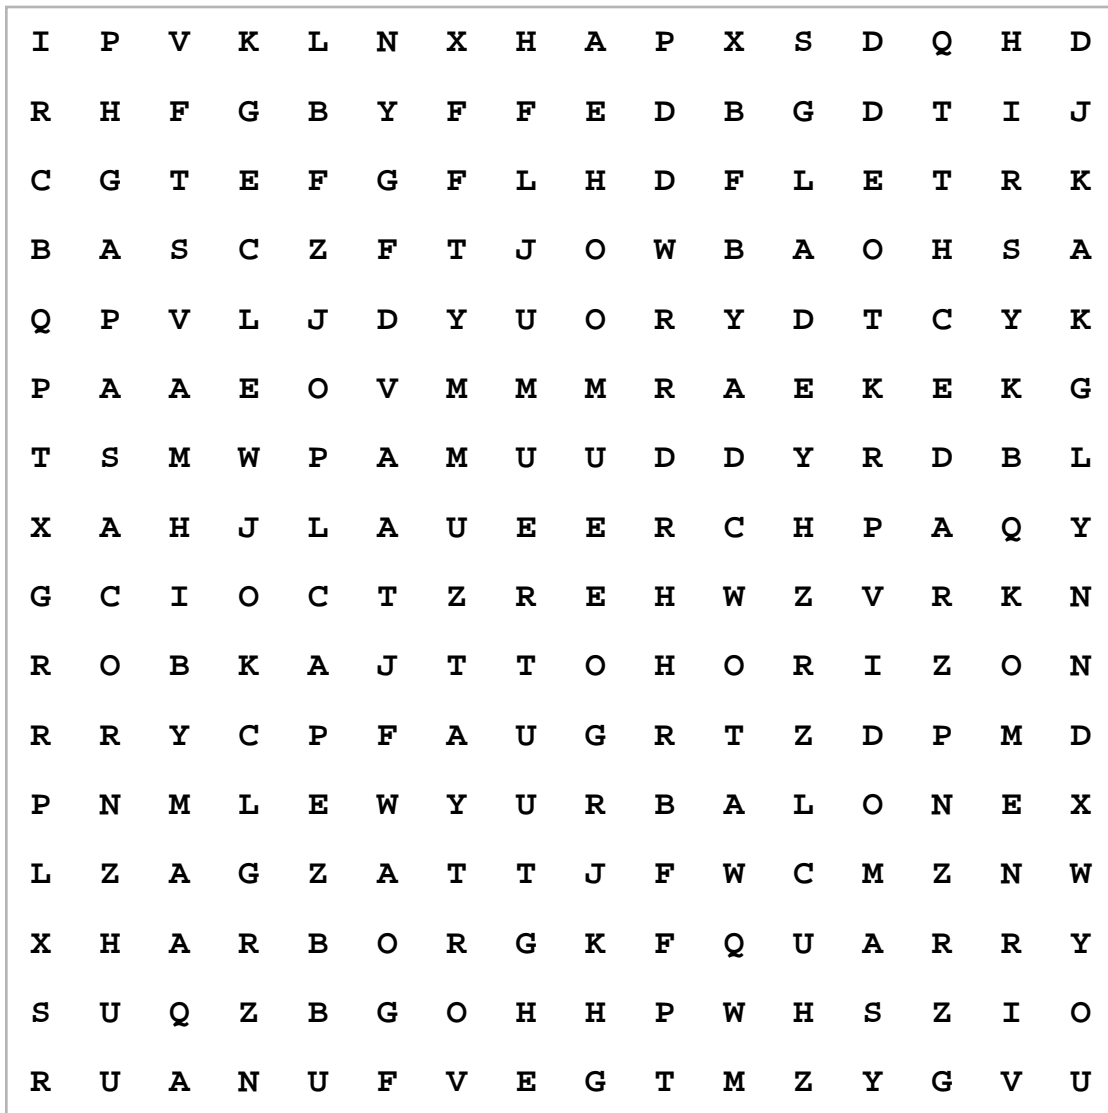 I P V K L N X H A P X S D Q H D
R H F G B Y F F E D B G D T I J
C G T E F G F L H D F L E T R K
B A S C Z F T J O W B A O H S A
Q P V L J D Y U O R Y D T C Y K
P A A E O V M M M R A E K E K G
T S M W P A M U U D D Y R D B L
X A H J L A U E E R C H P A Q Y
G C I O C T Z R E H W Z V R K N
R O B K A J T T O H O R I Z O N
R R Y C P F A U G R T Z D P M D
P N M L E W Y U R B A L O N E X
L Z A G Z A T T J F W C M Z N W
X H A R B O R G K F Q U A R R Y
S U Q Z B G O H H P W H S Z I O
R U A N U F V E G T M Z Y G V U